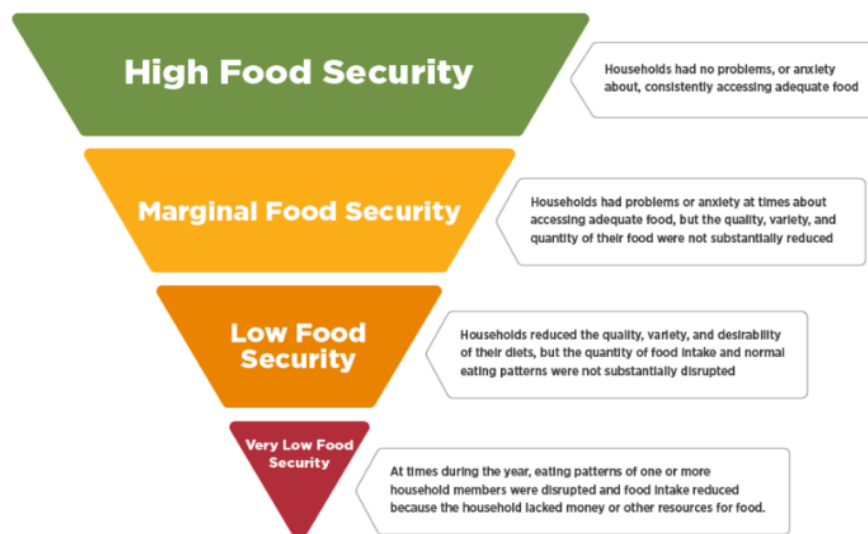 High Food Security
Households had no problems, or anxiety
about, consistently accessing adequate food
Marginal Food Security
Households had problems or anxiety at times about
accessing adequate food, but the quality, variety, and
quantity of their food were not substantially reduced
Low Food
Security
Households reduced the quality, variety, and desirability
of their diets, but the quantity of food intake and normal
eating patterns were not substantially disrupted
Very Low Food
Security
At times during the year, eating patterns of one or more
household members were disrupted and food intake reduced
because the household lacked money or other resources for food.